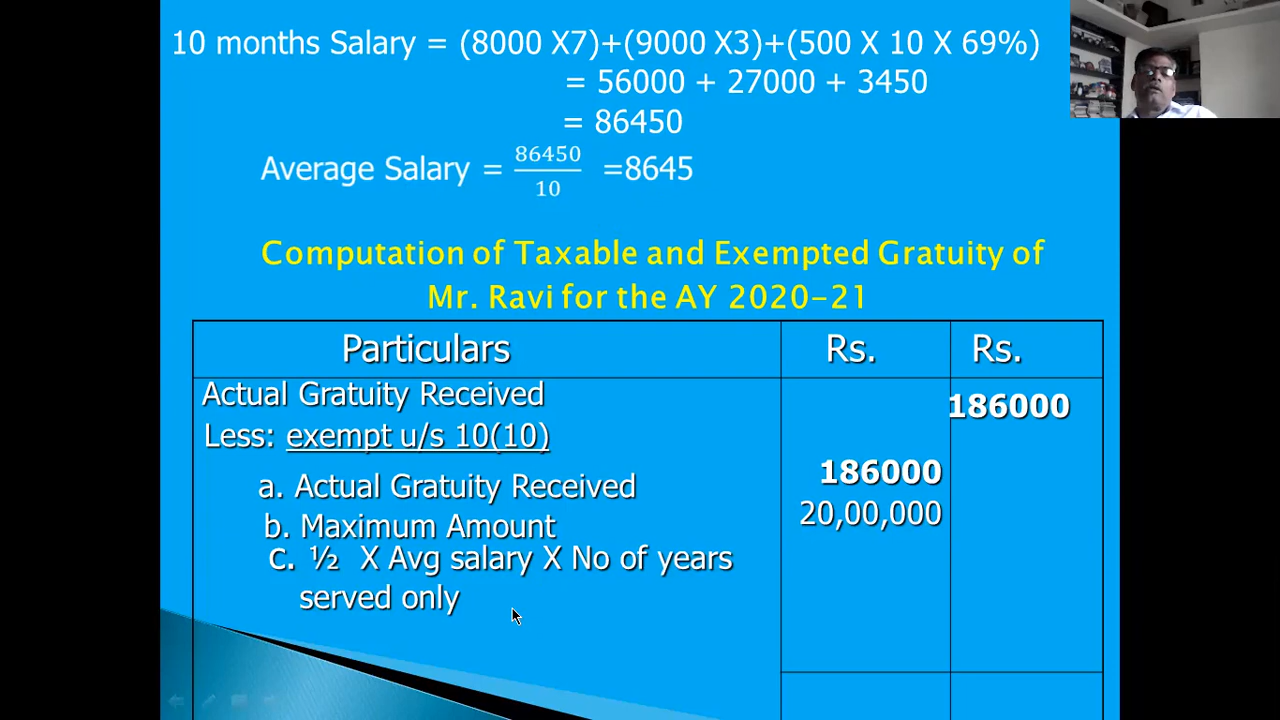 10 months Salary = (8000 X7)+(9000 X3)+(500 X 10 X 69%)
= 56000 + 27000 + 3450
= 86450
Average Salary = 86450/10 =8645
Computation of Taxable and Exempted Gratuity of
Mr. Ravi for the AY 2020-21
Particulars Rs. Rs.
Actual Gratuity Received 186000
Less: exempt u/s 10(10)
a. Actual Gratuity Received 186000
b. Maximum Amount 20,00,000
c. ½ X Avg salary X No of years
served only